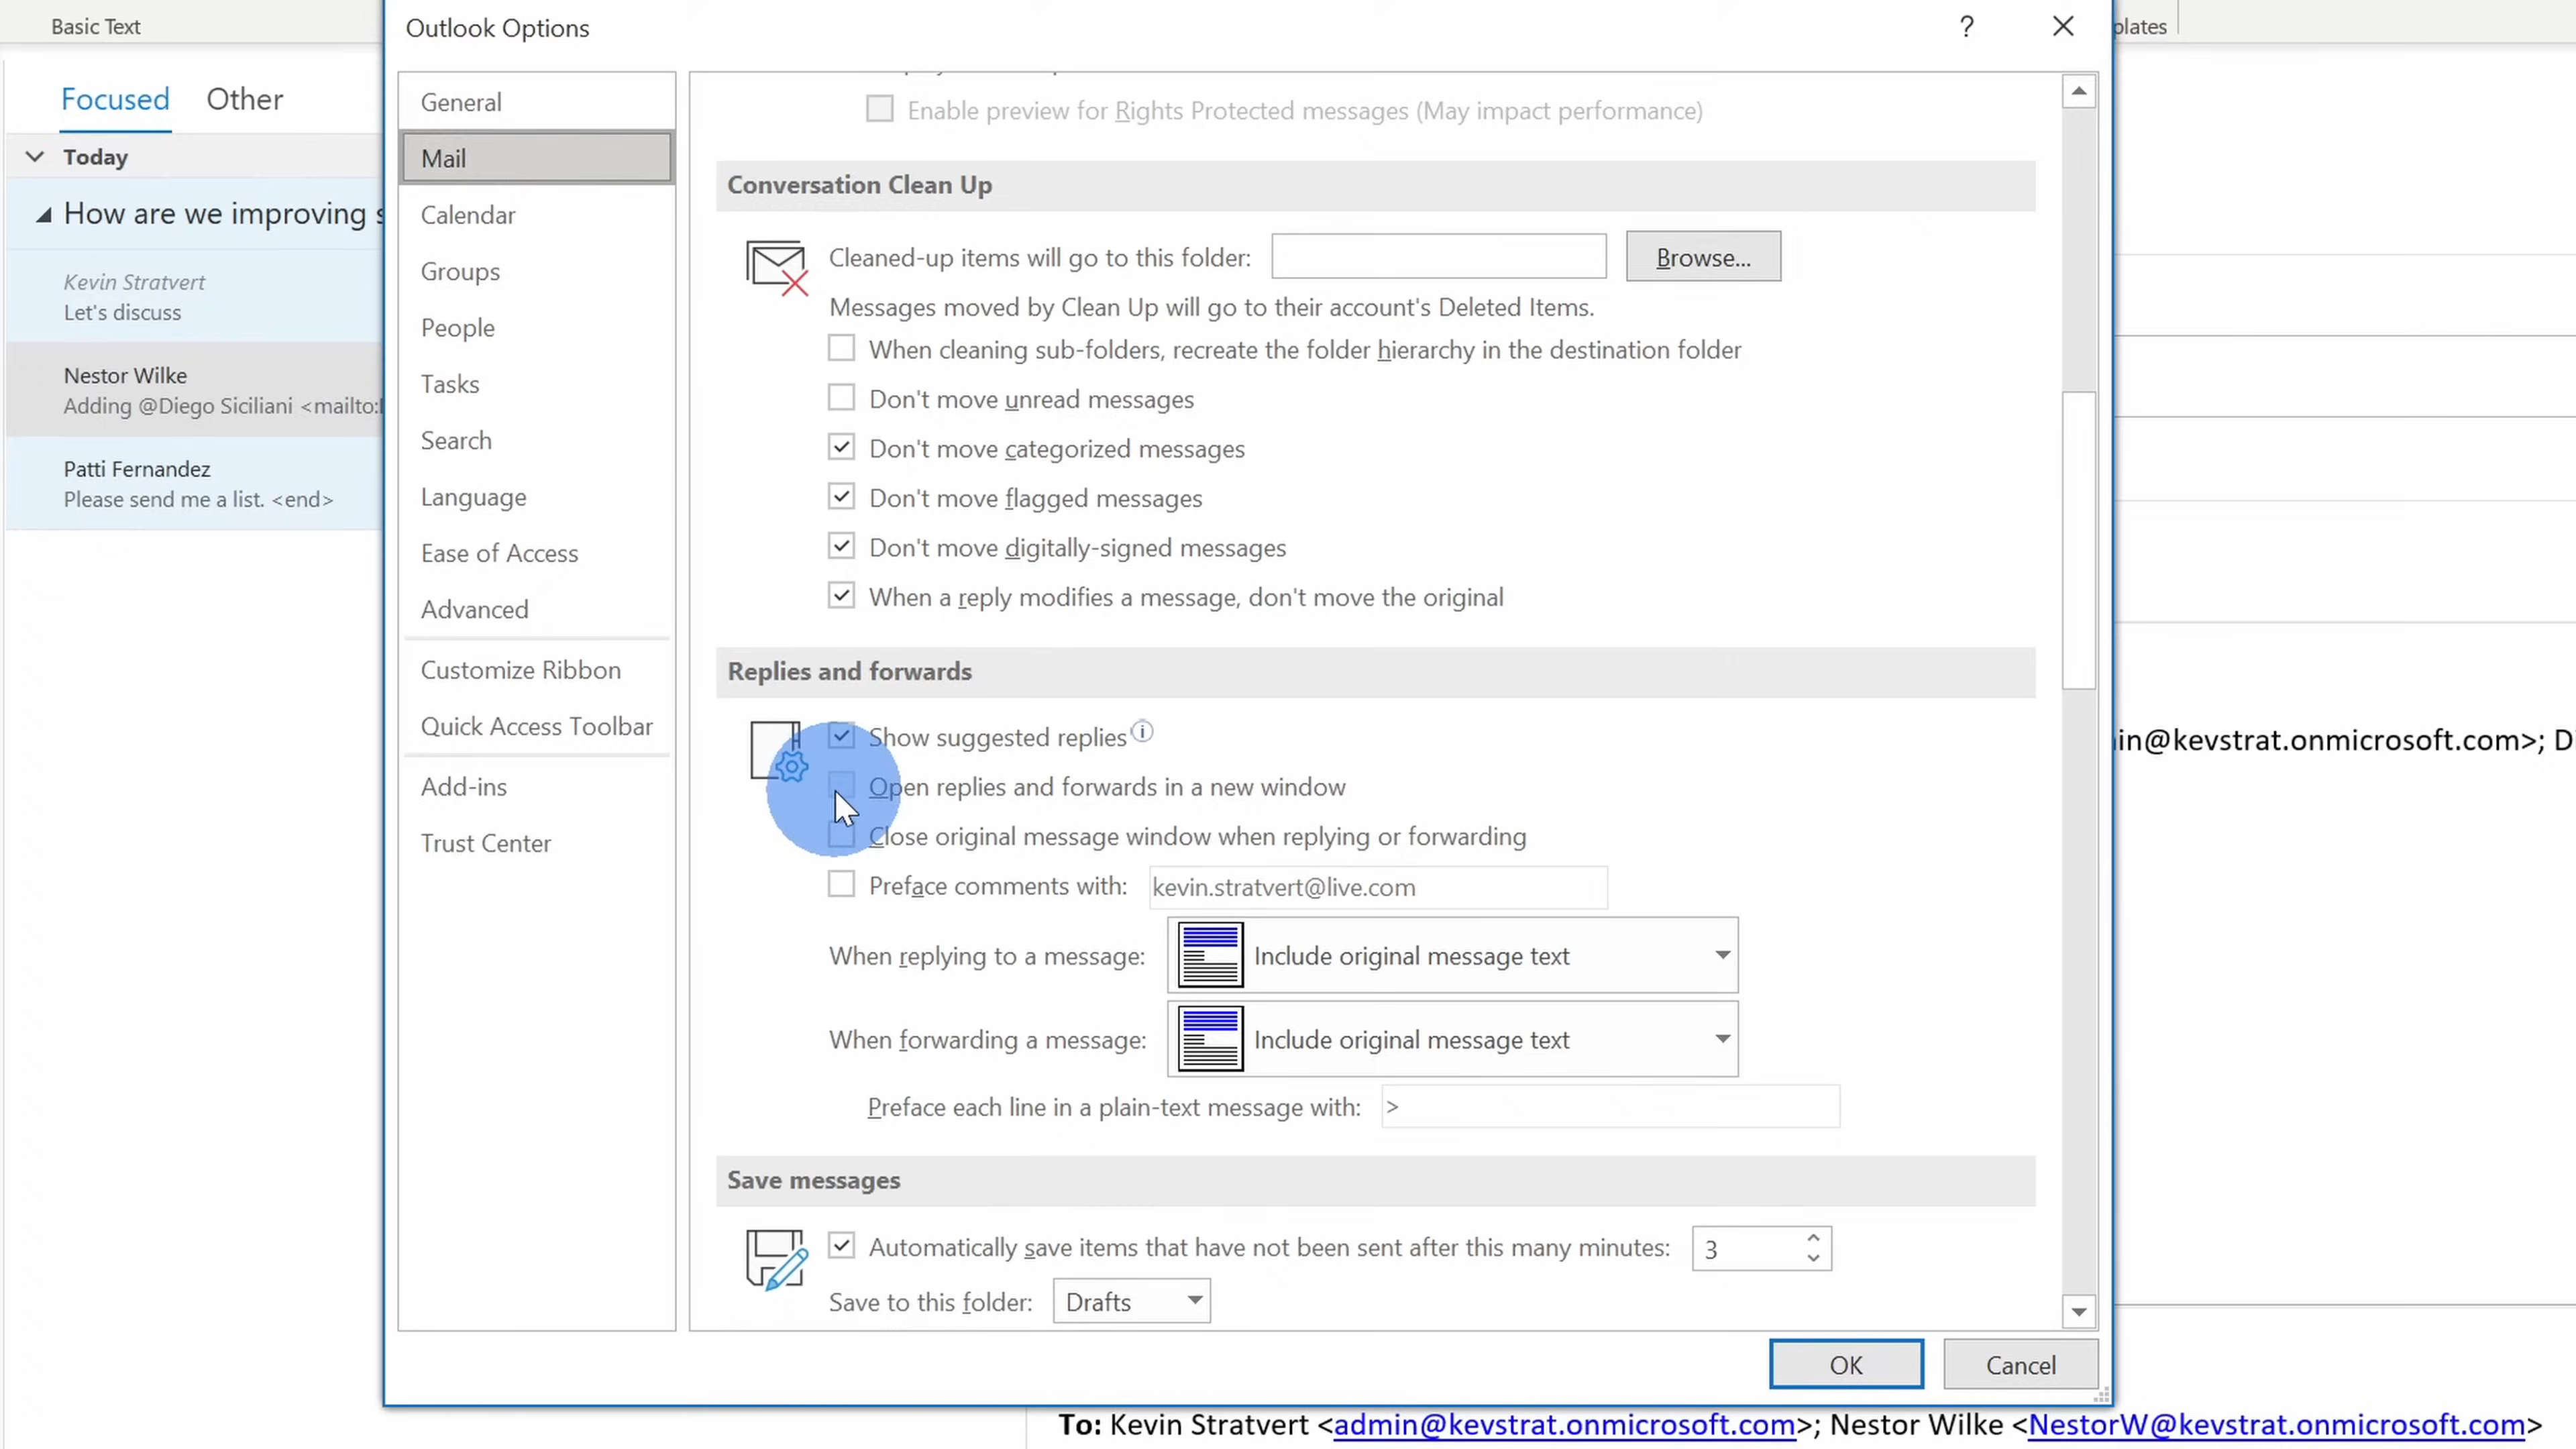 Basic Text
Outlook Options
?
plates
Focused Other
Today
How are we improving s
Kevin Stratvert
Let's discuss
Nestor Wilke
Adding @Diego Siciliani <mailto:
Patti Fernandez
Please send me a list. <end>
General
Mail
Calendar
Groups
People
Tasks
Search
Language
Ease of Access
Advanced
Customize Ribbon
Quick Access Toolbar
Add-ins
Trust Center
Enable preview for Rights Protected messages (May impact performance)
Conversation Clean Up
Cleaned-up items will go to this folder: Browse...
Messages moved by Clean Up will go to their account's Deleted Items.
When cleaning sub-folders, recreate the folder hierarchy in the destination folder
Don't move unread messages
Don't move categorized messages
Don't move flagged messages
Don't move digitally-signed messages
When a reply modifies a message, don't move the original
Replies and forwards
Show suggested replies
Open replies and forwards in a new window
Close original message window when replying or forwarding
Preface comments with: kevin.stratvert@live.com
When replying to a message: Include original message text
When forwarding a message: Include original message text
Preface each line in a plain-text message with: >
Save messages
Automatically save items that have not been sent after this many minutes: 3
Save to this folder: Drafts
OK Cancel
in@kevstrat.onmicrosoft.com>; D
To: Kevin Stratvert <admin@kevstrat.onmicrosoft.com>; Nestor Wilke <NestorW@kevstrat.onmicrosoft.com>